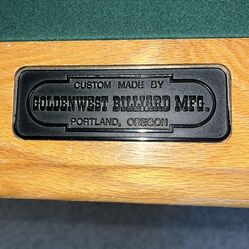 CUSTOM MADE BY
GOLDENWEST BILLIARD MFG.
PORTLAND, OREGON